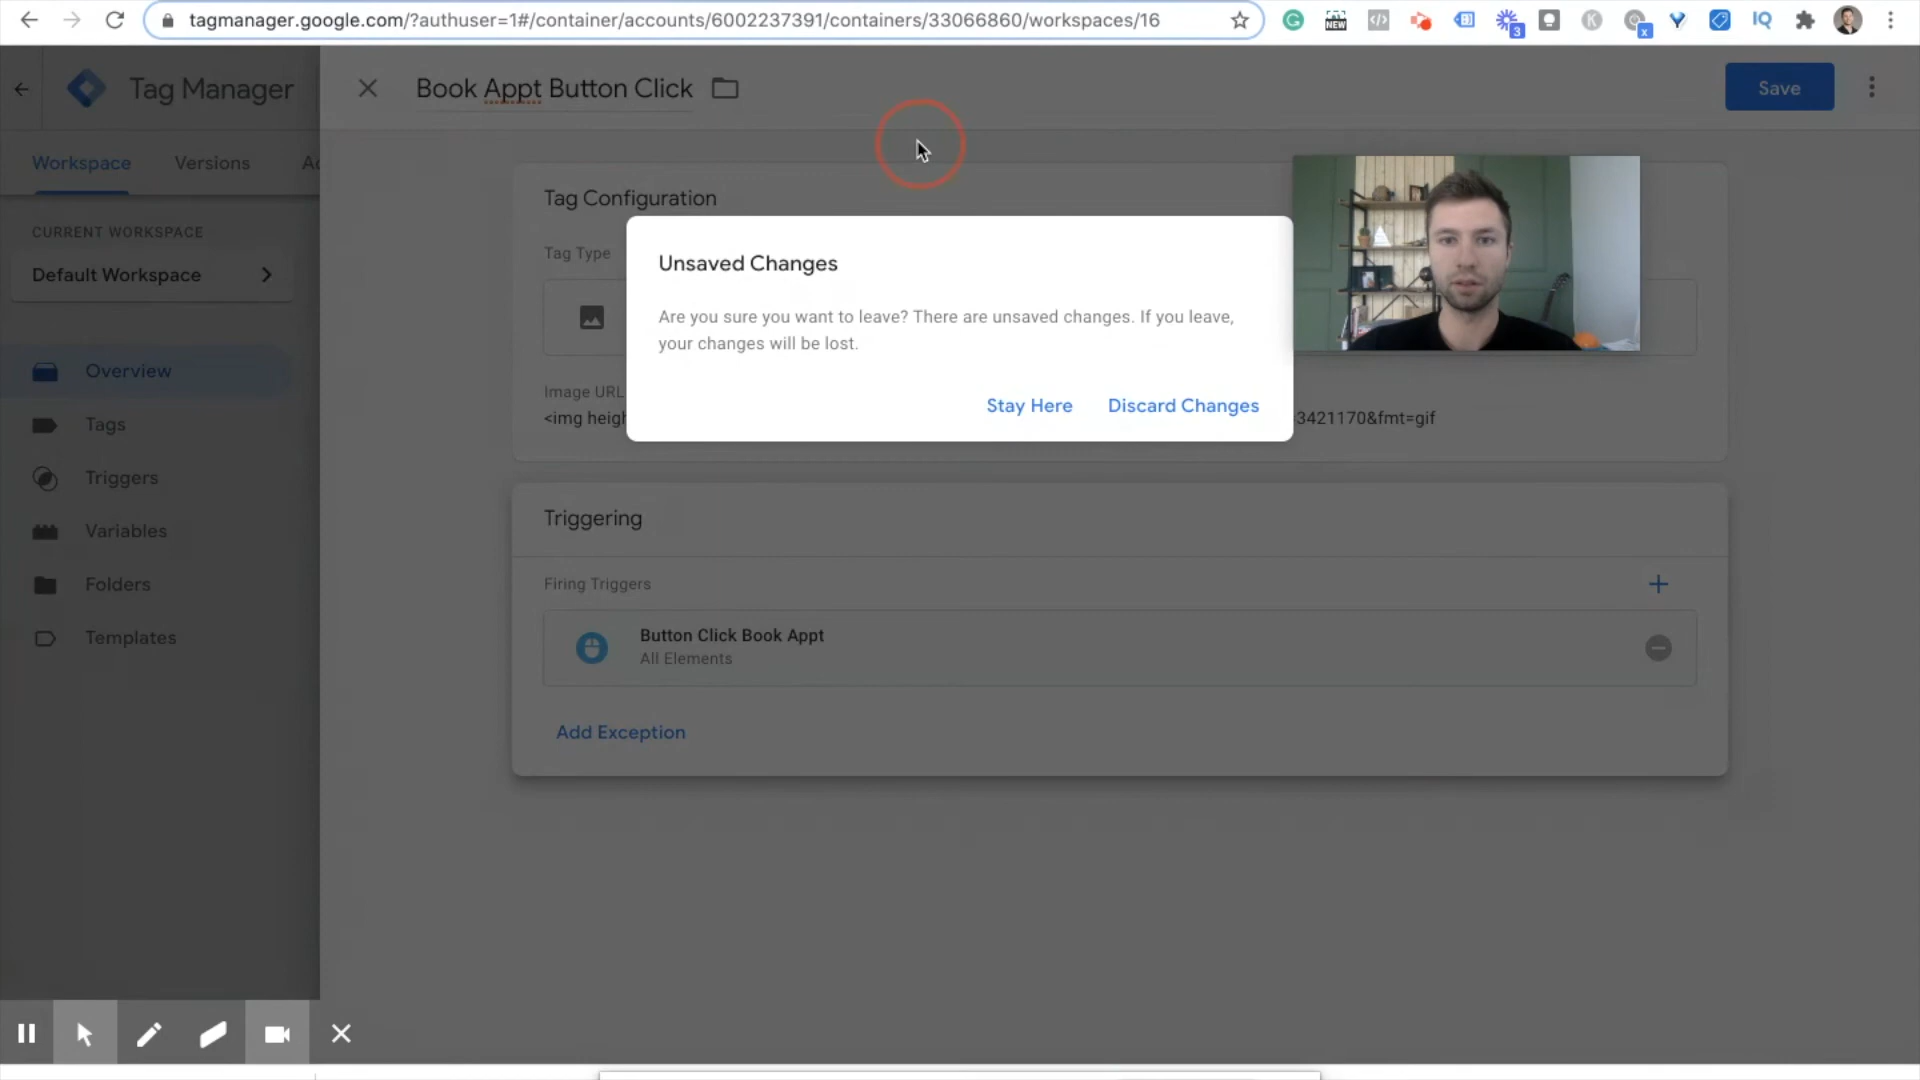 tagmanager.google.com/?authuser=1#/container/accounts/6002237391/containers/33066860/workspaces/16
NEW
3
x
K
IQ
Tag Manager
Book Appt Button Click
Save
Workspace
Versions
Ad
Tag Configuration
CURRENT WORKSPACE
Default Workspace
Tag Type
Unsaved Changes
Are you sure you want to leave? There are unsaved changes. If you leave,
your changes will be lost.
Stay Here
Discard Changes
Image URL
<img heigh
=3421170&fmt=gif
Overview
Tags
Triggers
Variables
Folders
Templates
Triggering
Firing Triggers
Button Click Book Appt
All Elements
Add Exception